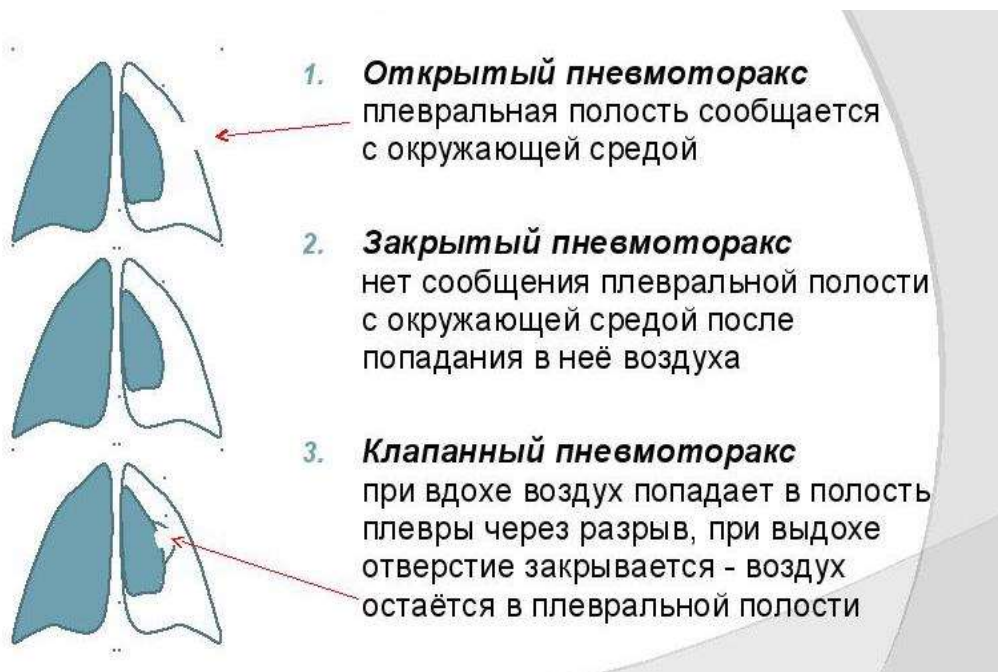 1. Открытый пневмоторакс
плевральная полость сообщается
с окружающей средой
2. Закрытый пневмоторакс
нет сообщения плевральной полости
с окружающей средой после
попадания в неё воздуха
3. Клапанный пневмоторакс
при вдохе воздух попадает в полость
плевры через разрыв, при выдохе
отверстие закрывается - воздух
остаётся в плевральной полости